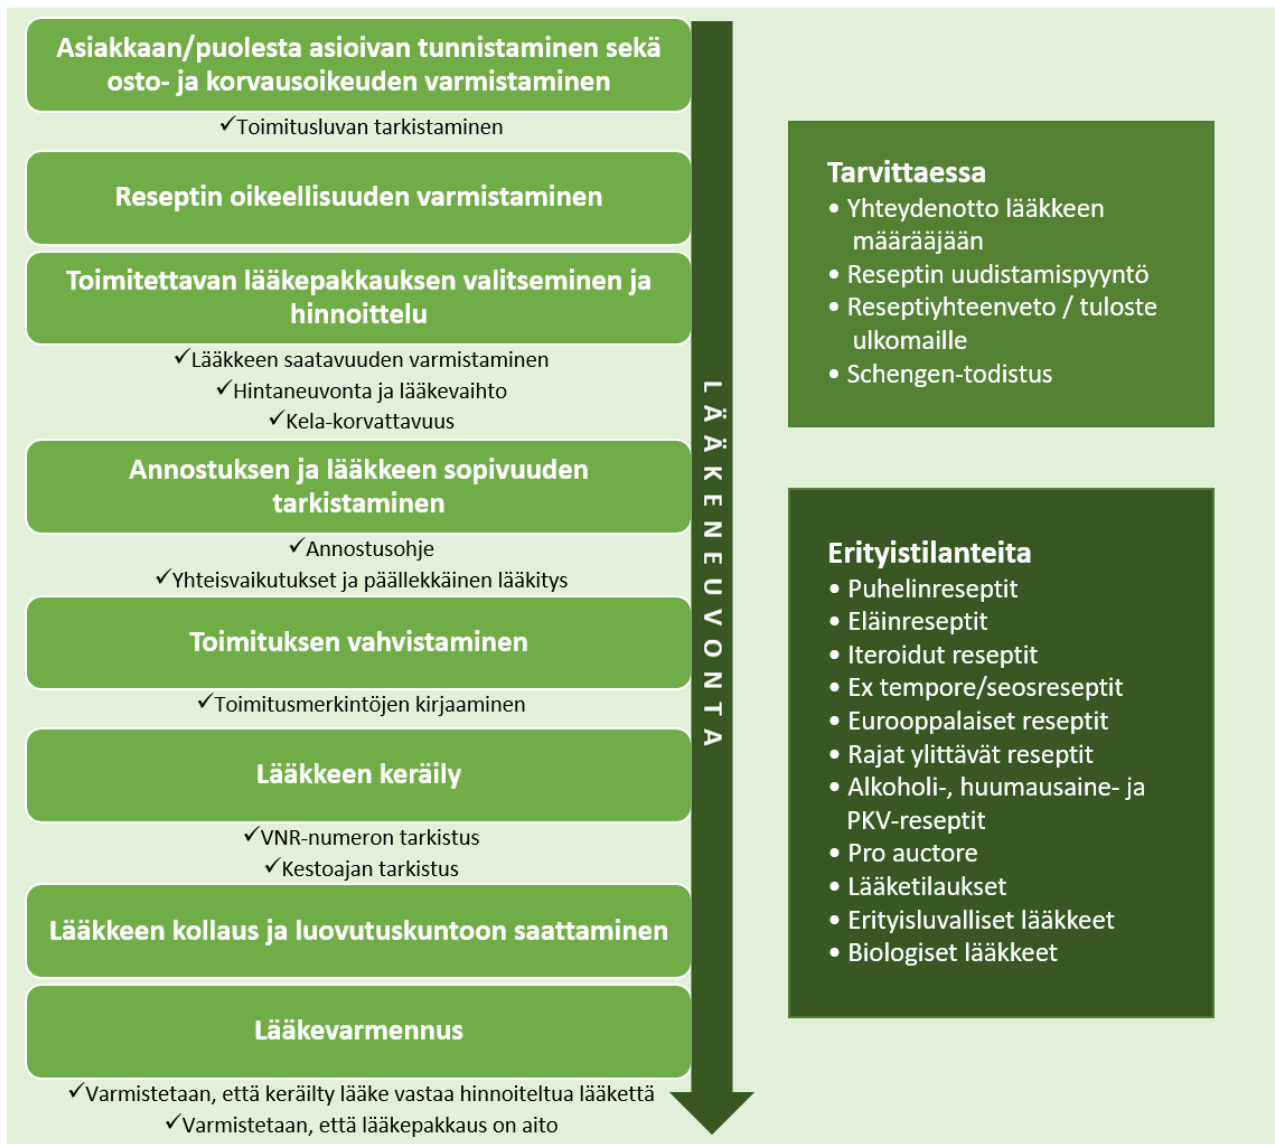 Asiakkaan/puolesta asioivan tunnistaminen sekä
osto- ja korvausoikeuden varmistaminen
✓Toimitusluvan tarkistaminen
Reseptin oikeellisuuden varmistaminen
Toimitettavan lääkepakkauksen valitseminen ja
hinnoittelu
✓Lääkkeen saatavuuden varmistaminen
✓Hintaneuvonta ja lääkevaihto
✓Kela-korvattavuus
Annostuksen ja lääkkeen sopivuuden
tarkistaminen
✓Annostusohje
✓Yhteisvaikutukset ja päällekkäinen lääkitys
Toimituksen vahvistaminen
✓Toimitusmerkintöjen kirjaaminen
Lääkkeen keräily
✓VNR-numeron tarkistus
✓Kestoajan tarkistus
Lääkkeen kollaus ja luovutuskuntoon saattaminen
Lääkevarmennus
✓Varmistetaan, että keräilty lääke vastaa hinnoiteltua lääkettä
✓Varmistetaan, että lääkepakkaus on aito
LÄÄKENEUVONTA
Tarvittaessa
• Yhteydenotto lääkkeen
määrääjään
• Reseptin uudistamispyyntö
• Reseptiyhteenveto / tuloste
ulkomaille
• Schengen-todistus
Erityistilanteita
• Puhelinreseptit
• Eläinreseptit
• Iteroidut reseptit
• Ex tempore/seosreseptit
• Eurooppalaiset reseptit
• Rajat ylittävät reseptit
• Alkoholi-, huumausaine- ja
PKV-reseptit
• Pro auctore
• Lääketilaukset
• Erityisluvalliset lääkkeet
• Biologiset lääkkeet